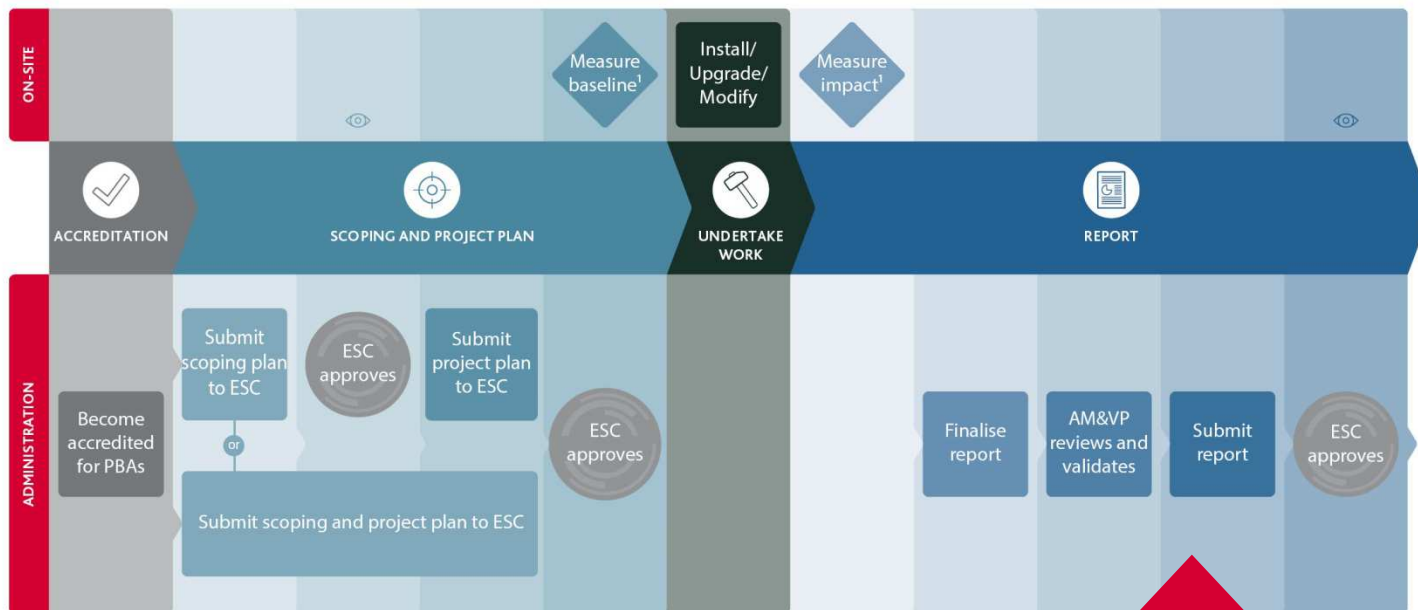 ON-SITE
Measure
baseline¹
Install/
Upgrade/
Modify
Measure
impact¹
ACCREDITATION
SCOPING AND PROJECT PLAN
UNDERTAKE
WORK
REPORT
ADMINISTRATION
Become
accredited
for PBAs
Submit
scoping plan
to ESC
or
Submit scoping and project plan to ESC
ESC
approves
Submit
project plan
to ESC
ESC
approves
Finalise
report
AM&VP
reviews and
validates
Submit
report
ESC
approves